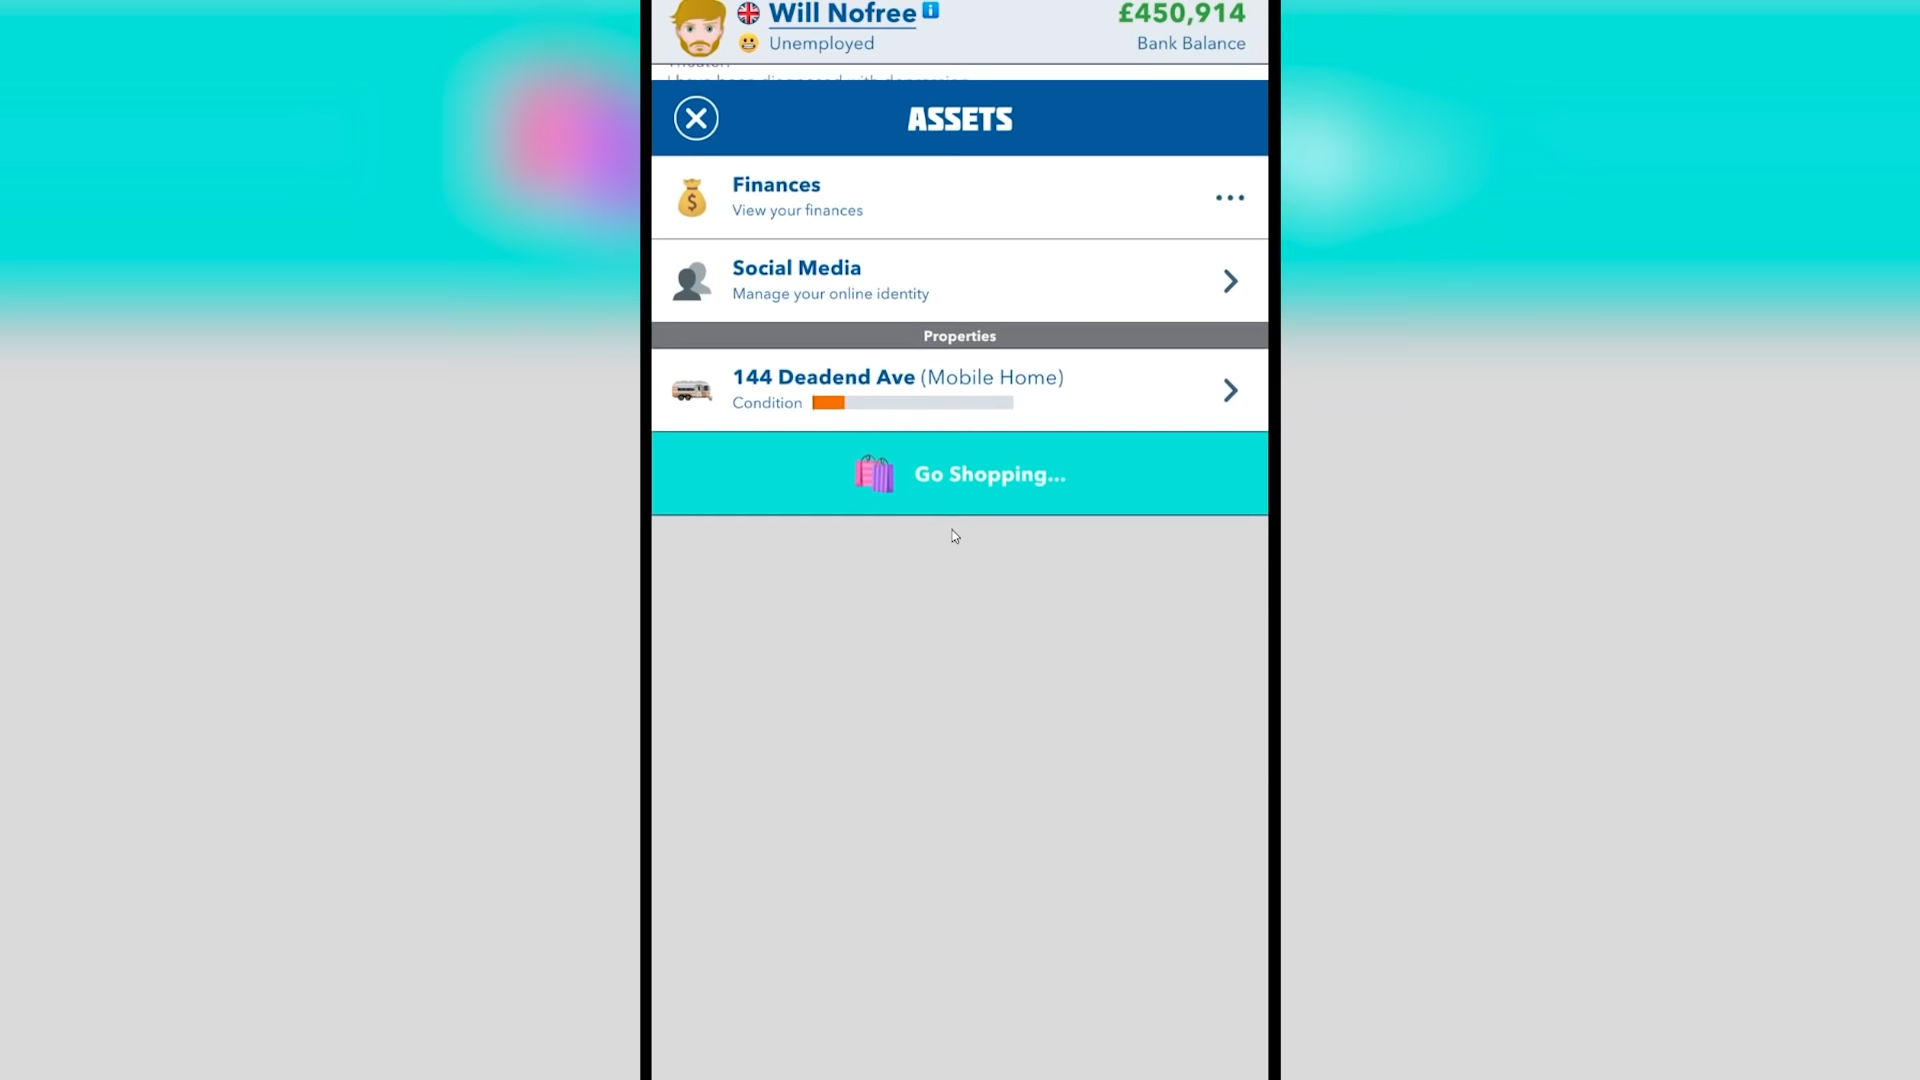 Will Nofree
£450,914
Unemployed
Bank Balance
ASSETS
Finances
View your finances
Social Media
Manage your online identity
Properties
144 Deadend Ave (Mobile Home)
Condition
Go Shopping...